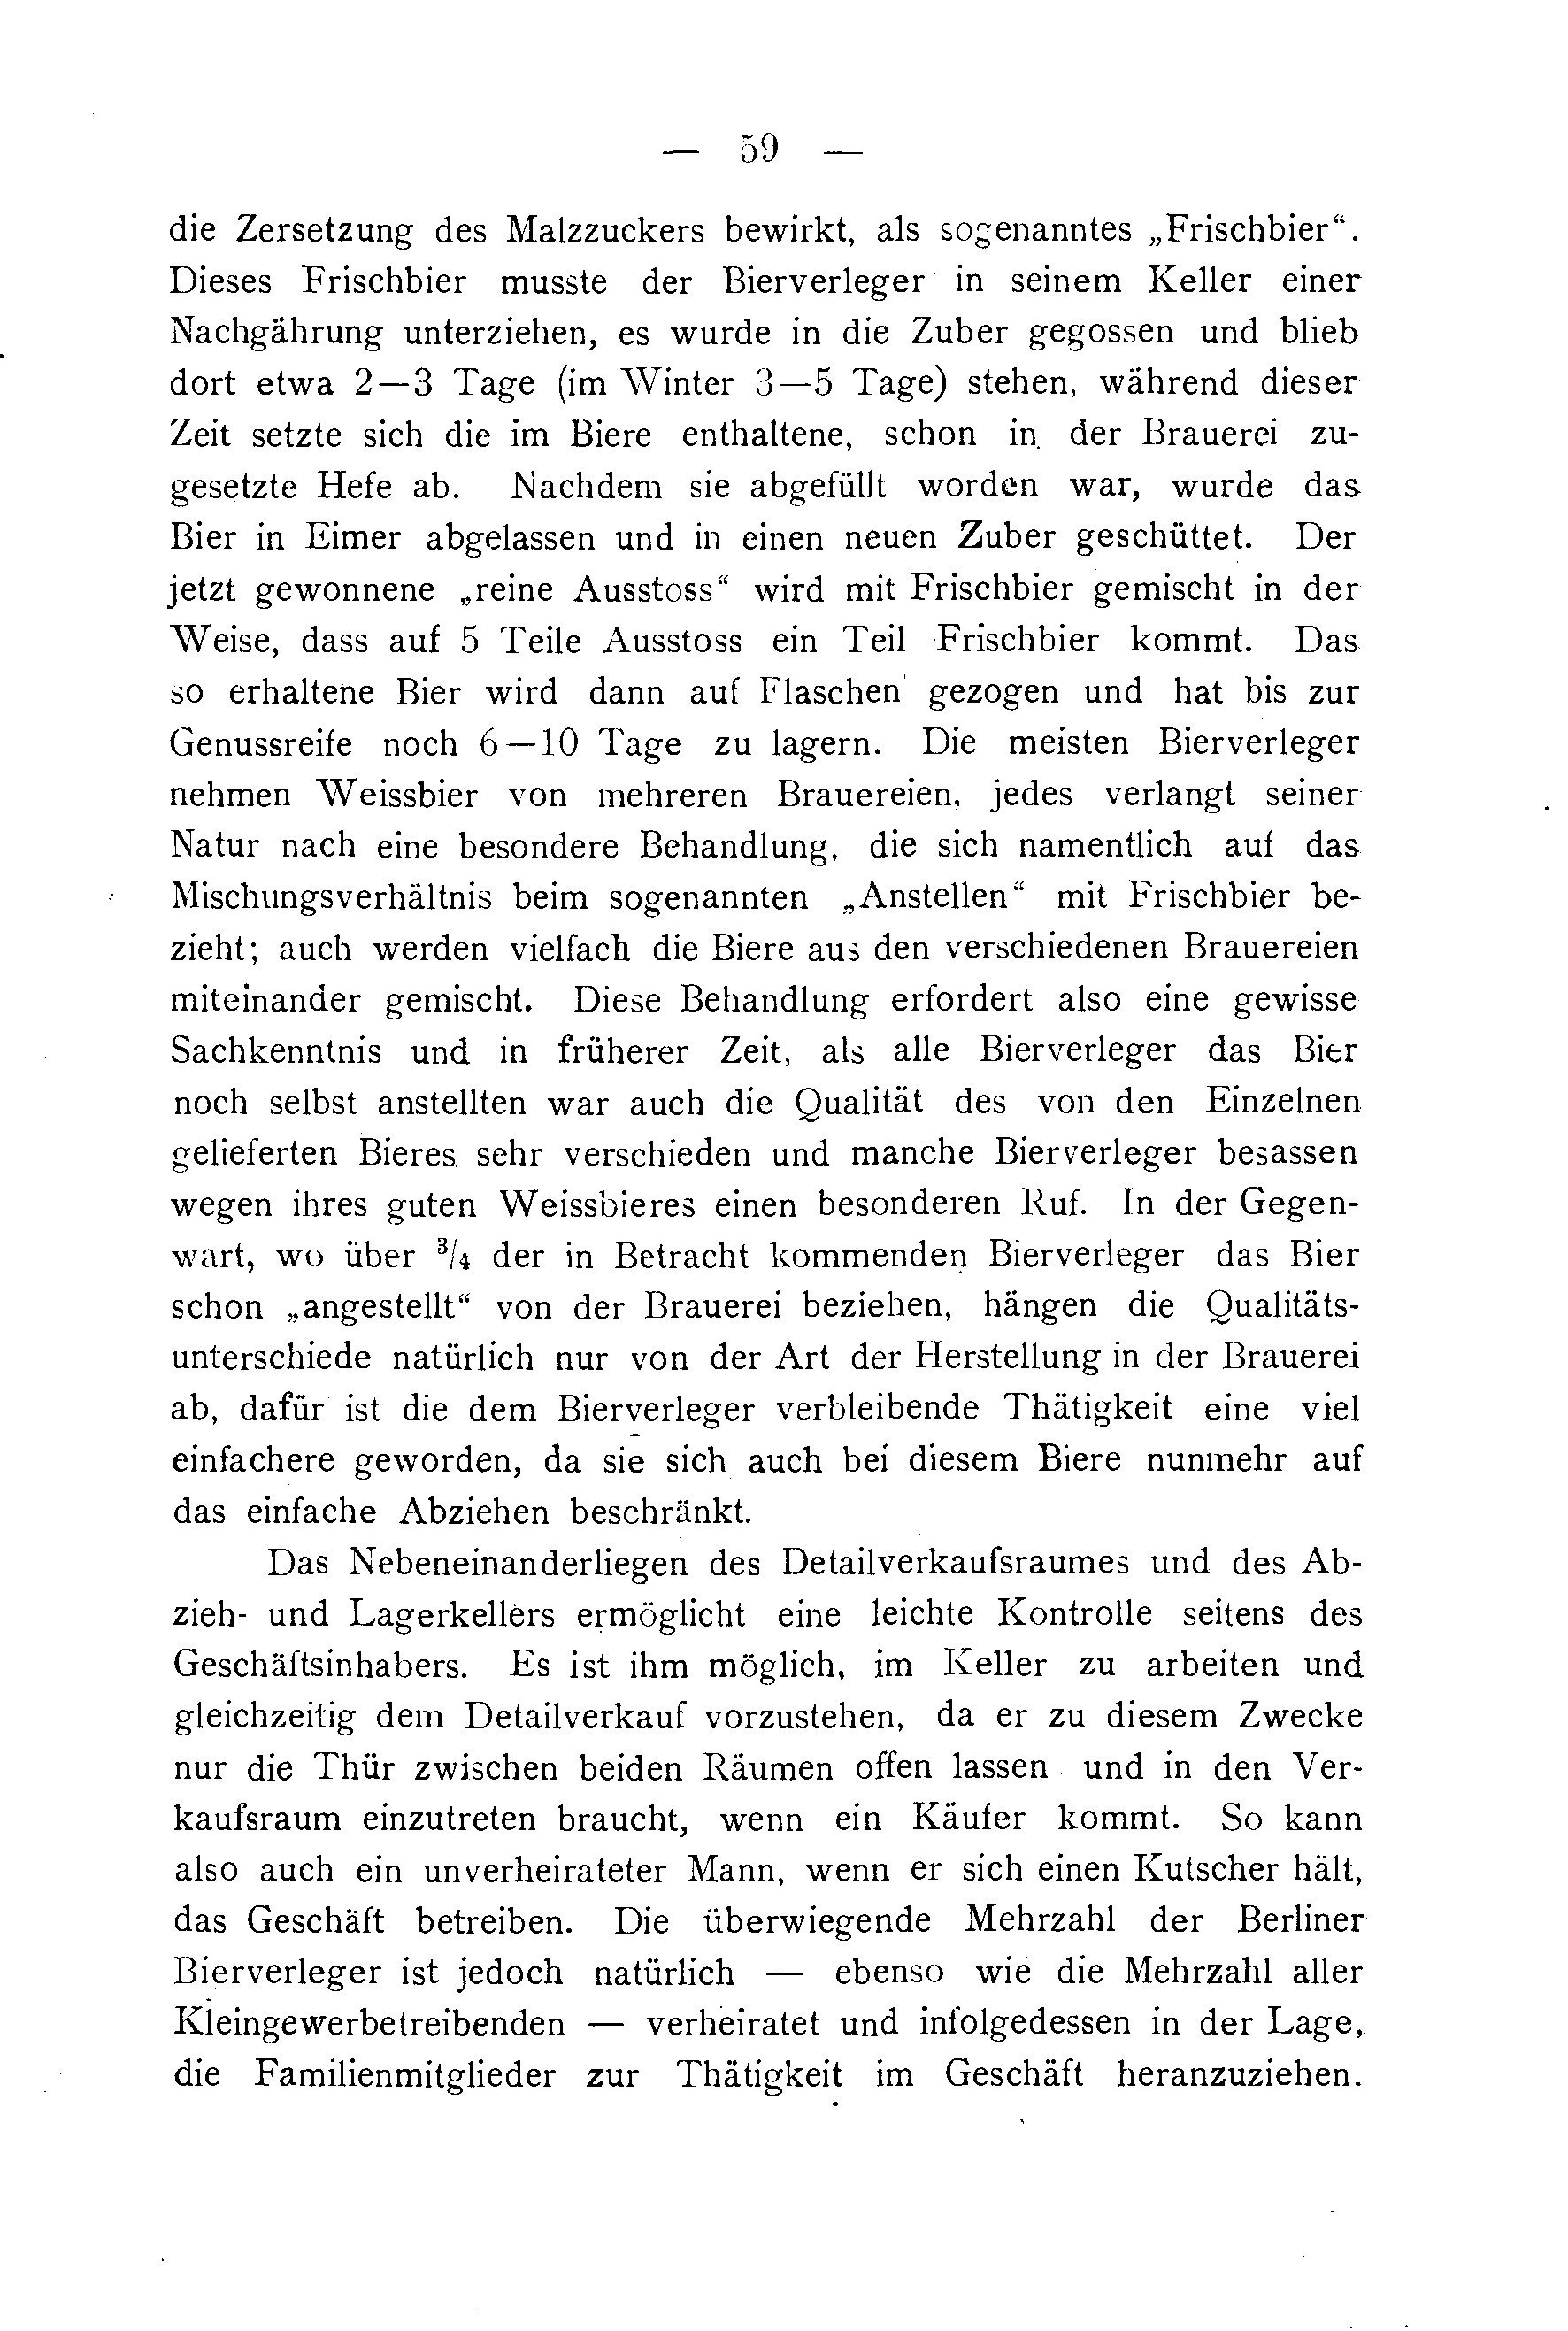 — 59 —
die Zersetzung des Malzzuckers bewirkt, als sogenanntes „Frischbier“.
Dieses Frischbier musste der Bierverleger in seinem Keller einer
Nachgährung unterziehen, es wurde in die Zuber gegossen und blieb
dort etwa 2—3 Tage (im Winter 3—5 Tage) stehen, während dieser
Zeit setzte sich die im Biere enthaltene, schon in der Brauerei zu-
gesetzte Hefe ab. Nachdem sie abgefüllt worden war, wurde das
Bier in Eimer abgelassen und in einen neuen Zuber geschüttet. Der
jetzt gewonnene „reine Ausstoss“ wird mit Frischbier gemischt in der
Weise, dass auf 5 Teile Ausstoss ein Teil Frischbier kommt. Das
so erhaltene Bier wird dann auf Flaschen gezogen und hat bis zur
Genussreife noch 6—10 Tage zu lagern. Die meisten Bierverleger
nehmen Weissbier von mehreren Brauereien, jedes verlangt seiner
Natur nach eine besondere Behandlung, die sich namentlich auf das
Mischungsverhältnis beim sogenannten „Anstellen“ mit Frischbier be-
zieht; auch werden vielfach die Biere aus den verschiedenen Brauereien
miteinander gemischt. Diese Behandlung erfordert also eine gewisse
Sachkenntnis und in früherer Zeit, als alle Bierverleger das Bier
noch selbst anstellten war auch die Qualität des von den Einzelnen
gelieferten Bieres sehr verschieden und manche Bierverleger besassen
wegen ihres guten Weissbieres einen besonderen Ruf. In der Gegen-
wart, wo über 3/4 der in Betracht kommenden Bierverleger das Bier
schon „angestellt“ von der Brauerei beziehen, hängen die Qualitäts-
unterschiede natürlich nur von der Art der Herstellung in der Brauerei
ab, dafür ist die dem Bierverleger verbleibende Thätigkeit eine viel
einfachere geworden, da sie sich auch bei diesem Biere nunmehr auf
das einfache Abziehen beschränkt.
Das Nebeneinanderliegen des Detailverkaufsraumes und des Ab-
zieh- und Lagerkellers ermöglicht eine leichte Kontrolle seitens des
Geschäftsinhabers. Es ist ihm möglich, im Keller zu arbeiten und
gleichzeitig dem Detailverkauf vorzustehen, da er zu diesem Zwecke
nur die Thür zwischen beiden Räumen offen lassen und in den Ver-
kaufsraum einzutreten braucht, wenn ein Käufer kommt. So kann
also auch ein unverheirateter Mann, wenn er sich einen Kutscher hält,
das Geschäft betreiben. Die überwiegende Mehrzahl der Berliner
Bierverleger ist jedoch natürlich — ebenso wie die Mehrzahl aller
Kleingewerbetreibenden — verheiratet und infolgedessen in der Lage,
die Familienmitglieder zur Thätigkeit im Geschäft heranzuziehen.